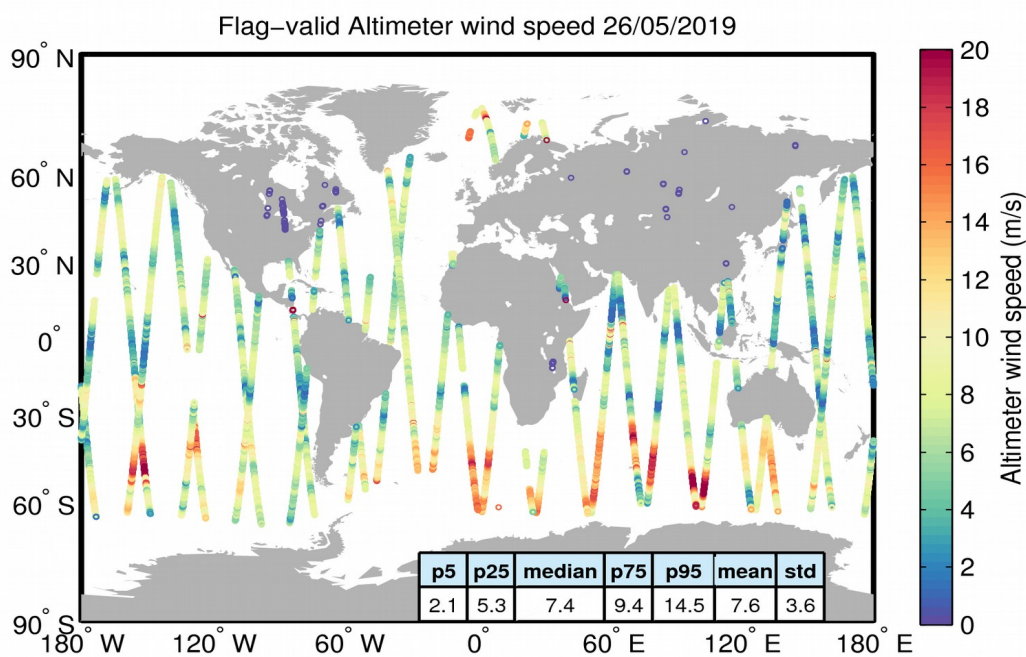 Flag−valid Altimeter wind speed 26/05/2019
90° N
60° N
30° N
0°
30° S
60° S
90° S
180° W 120° W 60° W 0° 60° E 120° E 180° E
p5 p25 median p75 p95 mean std
2.1 5.3 7.4 9.4 14.5 7.6 3.6
20
18
16
14
12
10
8
6
4
2
0
Altimeter wind speed (m/s)